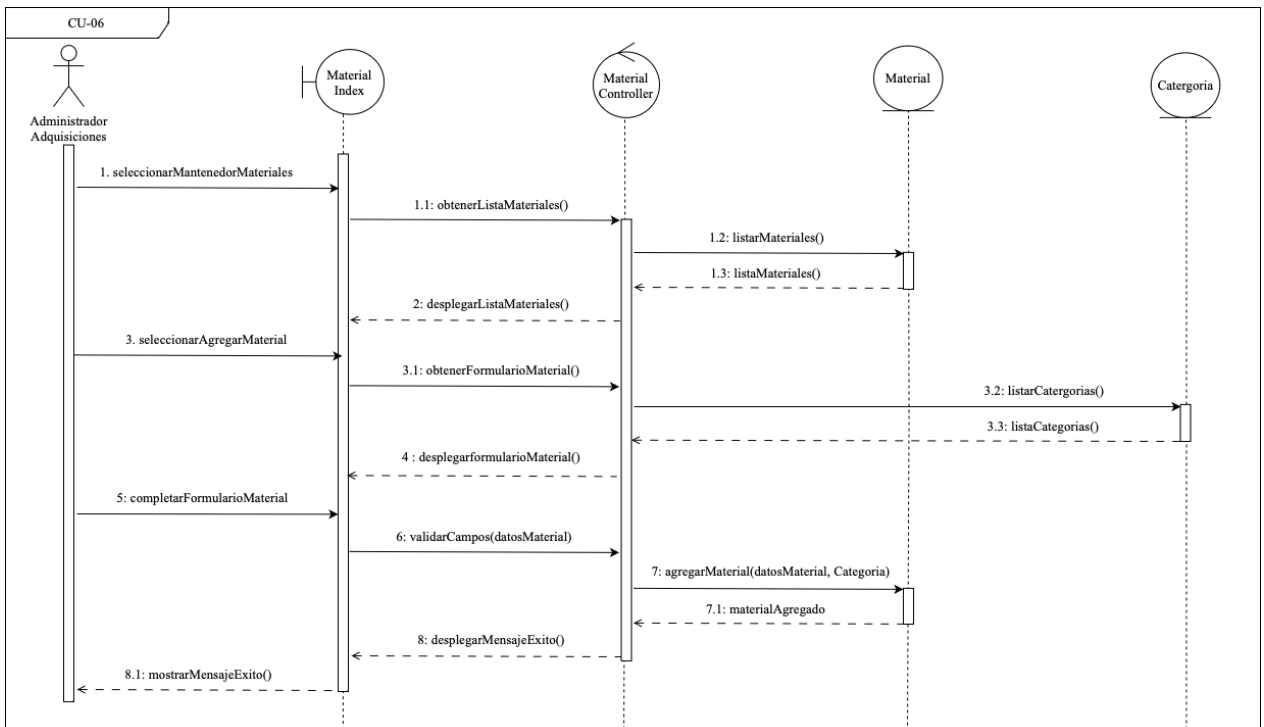 CU-06
Administrador
Adquisiciones
Material
Index
Material
Controller
Material
Catergoria
1. seleccionarMantenedorMateriales
1.1: obtenerListaMateriales()
1.2: listarMateriales()
1.3: listaMateriales()
2: desplegarListaMateriales()
3. seleccionarAgregarMaterial
3.1: obtenerFormularioMaterial()
3.2: listarCatergorias()
3.3: listaCategorias()
4 : desplegarformularioMaterial()
5: completarFormularioMaterial
6: validarCampos(datosMaterial)
7: agregarMaterial(datosMaterial, Categoria)
7.1: materialAgregado
8: desplegarMensajeExito()
8.1: mostrarMensajeExito()